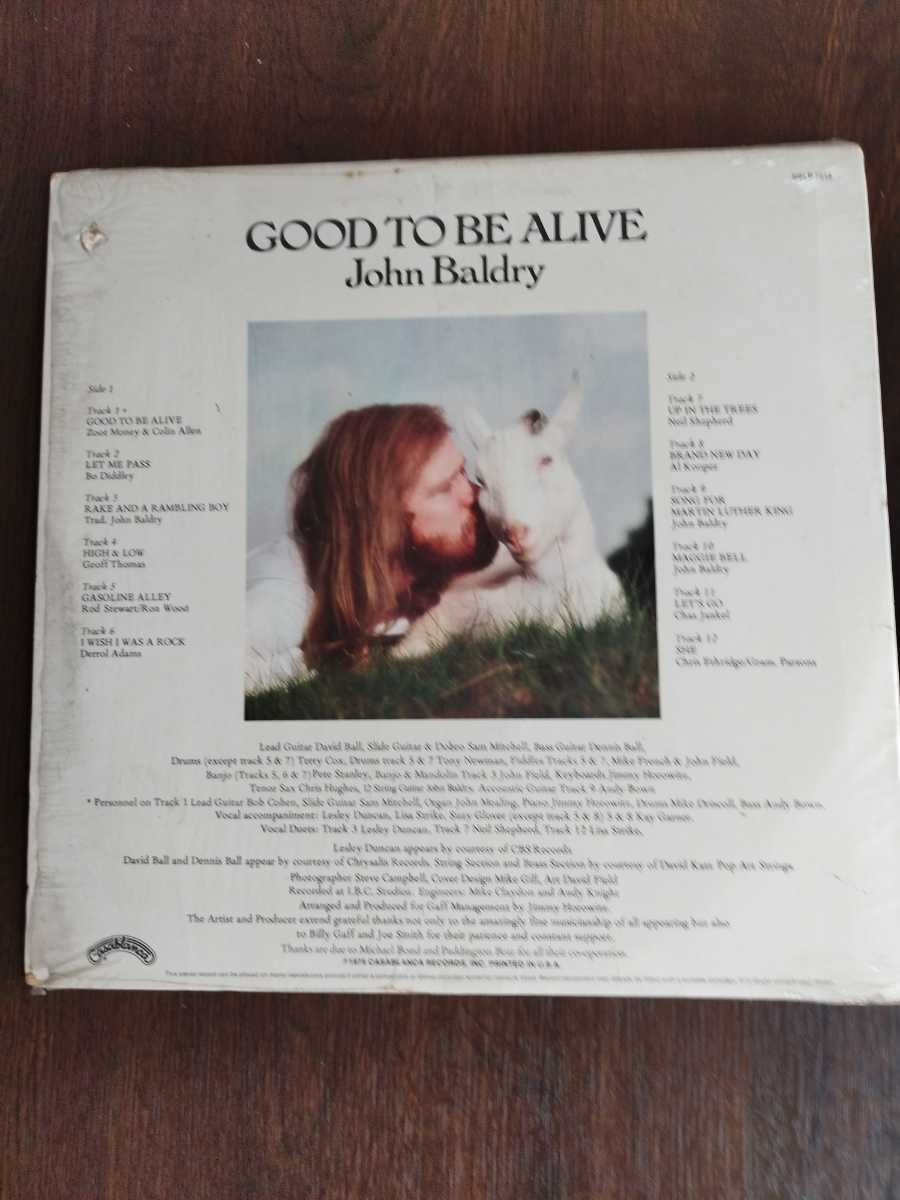 GOOD TO BE ALIVE
John Baldry
Side 1
Track 1 *
GOOD TO BE ALIVE
Zoot Money & Colin Allen
Track 2
LET ME PASS
Bo Diddley
Track 3
RAKE AND A RAMBLING BOY
Trad. John Baldry
Track 4
HIGH & LOW
Geoff Thomas
Track 5
GASOLINE ALLEY
Rod Stewart/Ron Wood
Track 6
I WISH I WAS A ROCK
Derrol Adams
Side 2
Track 7
UP IN THE TREES
Neil Shepherd
Track 8
BRAND NEW DAY
Al Kooper
Track 9
SONG FOR
MARTIN LUTHER KING
John Baldry
Track 10
MAGGIE BELL
John Baldry
Track 11
LET'S GO
Chas Jankel
Track 12
SHE
Chris Ethridge/Gram. Parsons
Lead Guitar David Ball, Slide Guitar & Dobro Sam Mitchell, Bass Guitar Dennis Ball,
Drums (except track 5 & 7) Terry Cox, Drums track 5 & 7 Tony Newman, Fiddles Tracks 5 & 7, Mike French & John Field,
Banjo (Tracks 5, 6 & 7) Pete Stanley, Banjo & Mandolin Track 3 John Field, Keyboards Jimmy Horowitz,
Tenor Sax Chris Hughes, 12 String Guitar John Baldry, Accoustic Guitar Track 9 Andy Bown
* Personnel on Track 1 Lead Guitar Bob Cohen, Slide Guitar Sam Mitchell, Organ John Mealing, Piano Jimmy Horowitz, Drums Mike Driscoll, Bass Andy Bown.
Vocal accompaniment: Lesley Duncan, Lisa Strike, Suzy Glover (except track 5 & 8) 5 & 8 Kay Garner.
Vocal Duets: Track 3 Lesley Duncan, Track 7 Neil Shepherd, Track 12 Lisa Strike,
Lesley Duncan appears by courtesy of CBS Records
David Ball and Dennis Ball appear by courtesy of Chrysalis Records. String Section and Brass Section by courtesy of David Katz Pop Art Strings.
Photographer Steve Campbell, Cover Design Mike Gill, Art David Field
Recorded at I.B.C. Studios. Engineers: Mike Claydon and Andy Knight
Arranged and Produced for Gaff Management by Jimmy Horowitz.
The Artist and Producer extend grateful thanks not only to the amazingly fine musicianship of all appearing but also
to Billy Gaff and Joe Smith for their patience and constant support.
Thanks are due to Michael Bond and Paddington Bear for all their co-operation.
Casablanca
℗1975 CASABLANCA RECORDS, INC. PRINTED IN U.S.A.